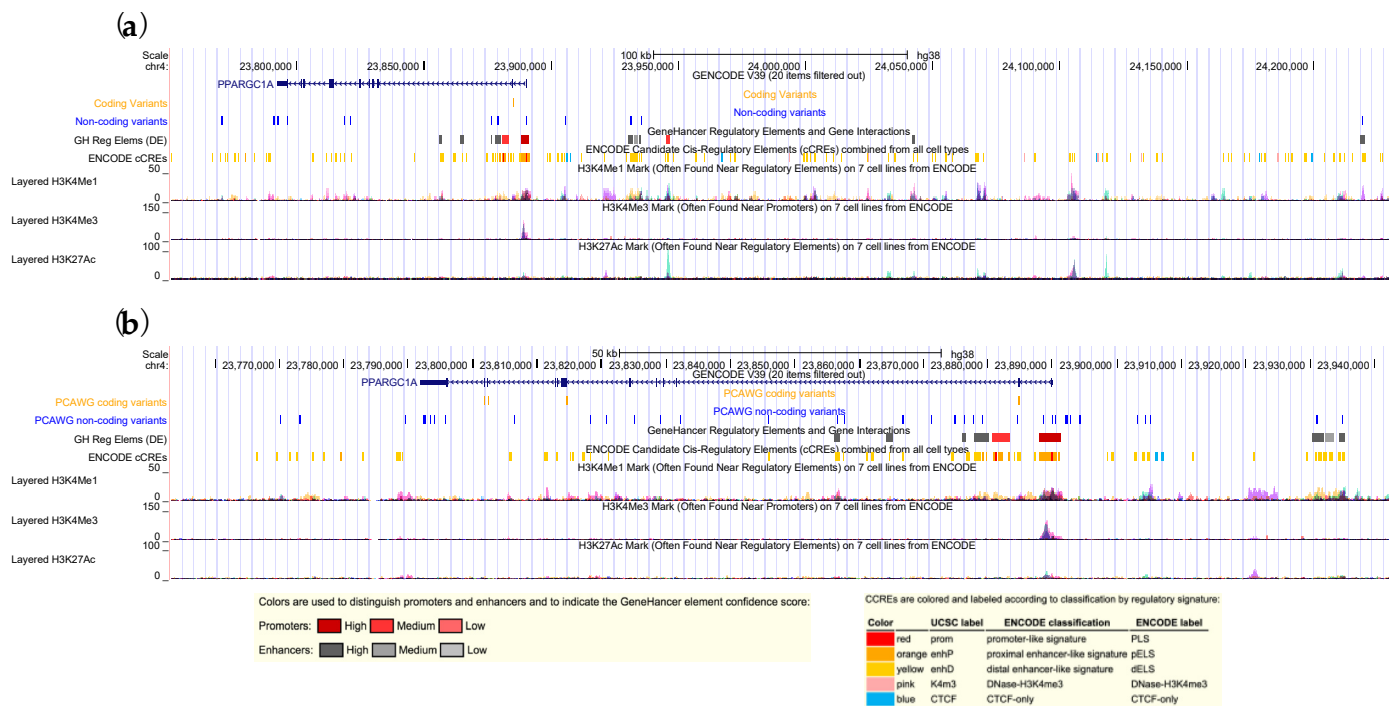 (a)
Scale 100 kb hg38
chr4: 23,800,000 23,850,000 23,900,000 23,950,000 24,000,000 24,050,000 24,100,000 24,150,000 24,200,000
GENCODE V39 (20 items filtered out)
PPARGC1A
Coding Variants Coding Variants
Non-coding variants Non-coding variants
GeneHancer Regulatory Elements and Gene Interactions
GH Reg Elems (DE)
ENCODE Candidate Cis-Regulatory Elements (cCREs) combined from all cell types
ENCODE cCREs
H3K4Me1 Mark (Often Found Near Regulatory Elements) on 7 cell lines from ENCODE
50
Layered H3K4Me1
0
H3K4Me3 Mark (Often Found Near Promoters) on 7 cell lines from ENCODE
150
Layered H3K4Me3
0
H3K27Ac Mark (Often Found Near Regulatory Elements) on 7 cell lines from ENCODE
100
Layered H3K27Ac
0
(b)
Scale 50 kb hg38
chr4: 23,770,000 23,780,000 23,790,000 23,800,000 23,810,000 23,820,000 23,830,000 23,840,000 23,850,000 23,860,000 23,870,000 23,880,000 23,890,000 23,900,000 23,910,000 23,920,000 23,930,000 23,940,000
GENCODE V39 (20 items filtered out)
PPARGC1A
PCAWG coding variants PCAWG coding variants
PCAWG non-coding variants PCAWG non-coding variants
GeneHancer Regulatory Elements and Gene Interactions
GH Reg Elems (DE)
ENCODE Candidate Cis-Regulatory Elements (cCREs) combined from all cell types
ENCODE cCREs
H3K4Me1 Mark (Often Found Near Regulatory Elements) on 7 cell lines from ENCODE
50
Layered H3K4Me1
0
H3K4Me3 Mark (Often Found Near Promoters) on 7 cell lines from ENCODE
150
Layered H3K4Me3
0
H3K27Ac Mark (Often Found Near Regulatory Elements) on 7 cell lines from ENCODE
100
Layered H3K27Ac
0
Colors are used to distinguish promoters and enhancers and to indicate the GeneHancer element confidence score:
Promoters: High Medium Low
Enhancers: High Medium Low
CCREs are colored and labeled according to classification by regulatory signature:
Color UCSC label ENCODE classification ENCODE label
red prom promoter-like signature PLS
orange enhP proximal enhancer-like signature pELS
yellow enhD distal enhancer-like signature dELS
pink K4m3 DNase-H3K4me3 DNase-H3K4me3
blue CTCF CTCF-only CTCF-only